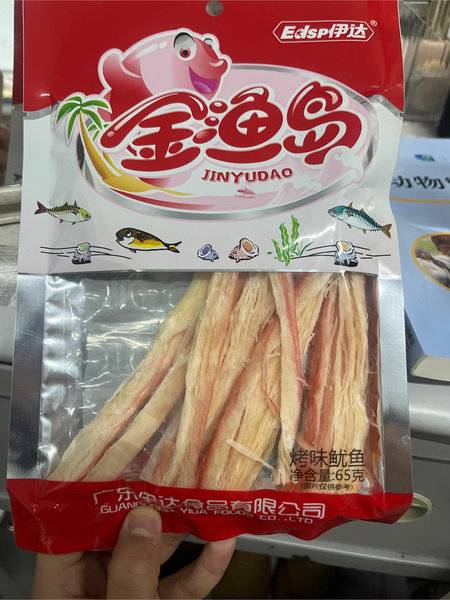 Edsp伊达®
金渔岛
JINYUDAO
动物
烤味鱿鱼
净含量:65克
(图片仅供参考)
广东伊达食品有限公司
GUANGDONG YIDA FOODS CO.,LTD.